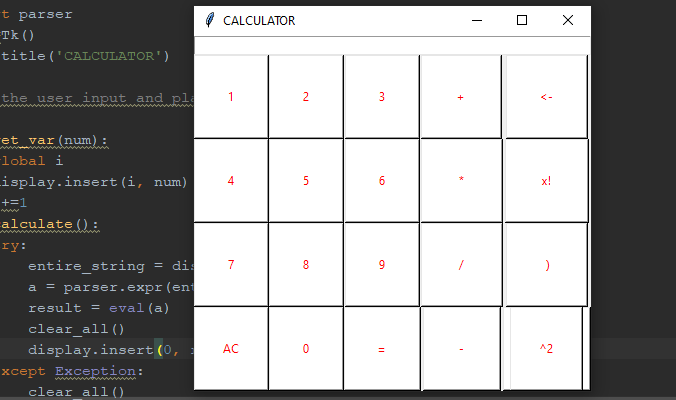 t parser
Tk()
title('CALCULATOR')
the user input and pla
et_var(num):
lobal i
isplay.insert(i, num)
+=1
alculate():
ry:
entire_string = dis
a = parser.expr(ent
result = eval(a)
clear_all()
display.insert(0,
xcept Exception:
clear_all()
CALCULATOR
1 2 3 + <-
4 5 6 * x!
7 8 9 / )
AC 0 = - ^2